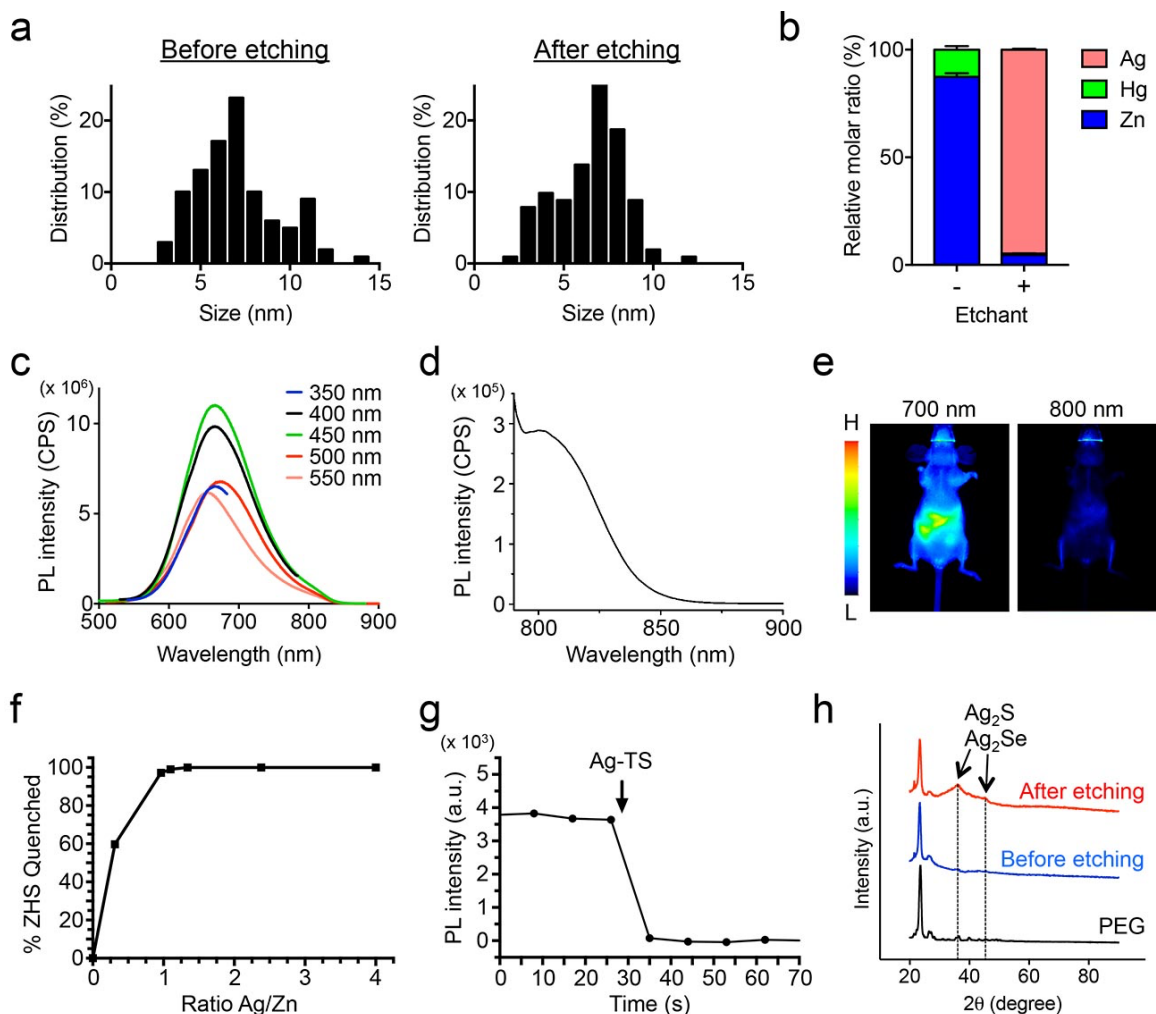 a
Before etching
After etching
Distribution (%)
20
10
0
0 5 10 15
Size (nm)
Distribution (%)
20
10
0
0 5 10 15
Size (nm)
b
Relative molar ratio (%)
100
50
0
- +
Etchant
Ag
Hg
Zn
c
(x 10⁶)
PL intensity (CPS)
10
5
0
500 600 700 800 900
Wavelength (nm)
350 nm
400 nm
450 nm
500 nm
550 nm
d
(x 10⁵)
PL intensity (CPS)
3
2
1
0
800 850 900
Wavelength (nm)
e
700 nm 800 nm
H
L
f
% ZHS Quenched
100
80
60
40
20
0
0 1 2 3 4
Ratio Ag/Zn
g
(x 10³)
PL intensity (a.u.)
5
4
3
2
1
0
0 10 20 30 40 50 60 70
Time (s)
Ag-TS
h
Ag₂S
Ag₂Se
After etching
Before etching
PEG
Intensity (a.u.)
20 40 60 80
2θ (degree)